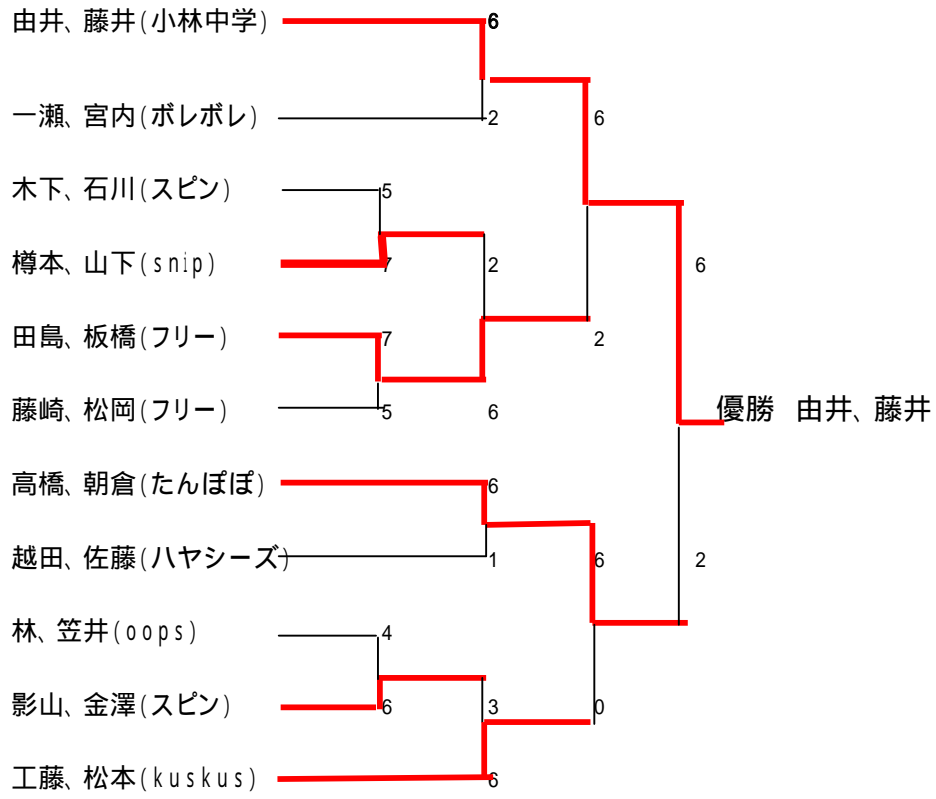 由井、藤井(小林中学) 6
一瀬、宮内(ボレボレ) 2 6
木下、石川(スピン) 5
樽本、山下(snip) 7 2 6
田島、板橋(フリー) 7 2
藤崎、松岡(フリー) 5 6 優勝 由井、藤井
高橋、朝倉(たんぽぽ) 6
越田、佐藤(ハヤシーズ) 1 6 2
林、笠井(oops) 4
影山、金澤(スピン) 6 3 0
工藤、松本(kuskus) 6